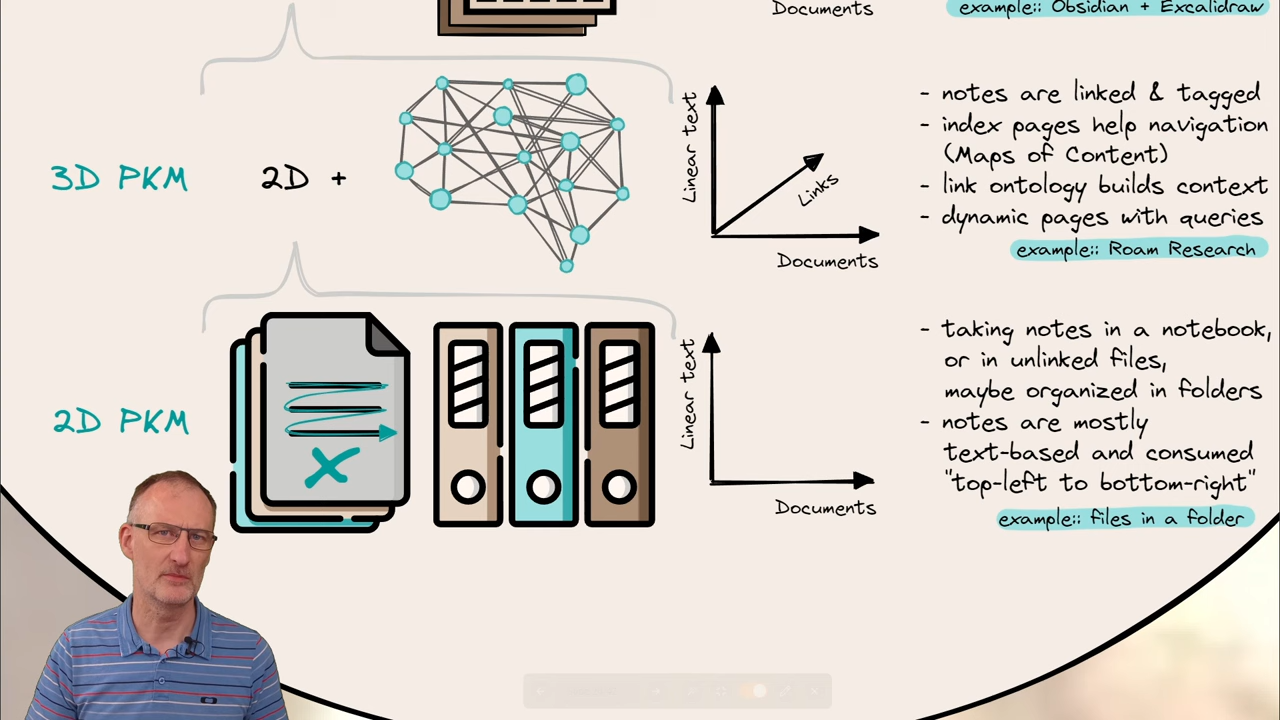 Documents
example:: Obsidian + Excalidraw
3D PKM
2D +
Linear text
Links
Documents
- notes are linked & tagged
- index pages help navigation
(Maps of Content)
- link ontology builds context
- dynamic pages with queries
example:: Roam Research
2D PKM
Linear text
Documents
- taking notes in a notebook,
or in unlinked files,
maybe organized in folders
- notes are mostly
text-based and consumed
"top-left to bottom-right"
example:: files in a folder